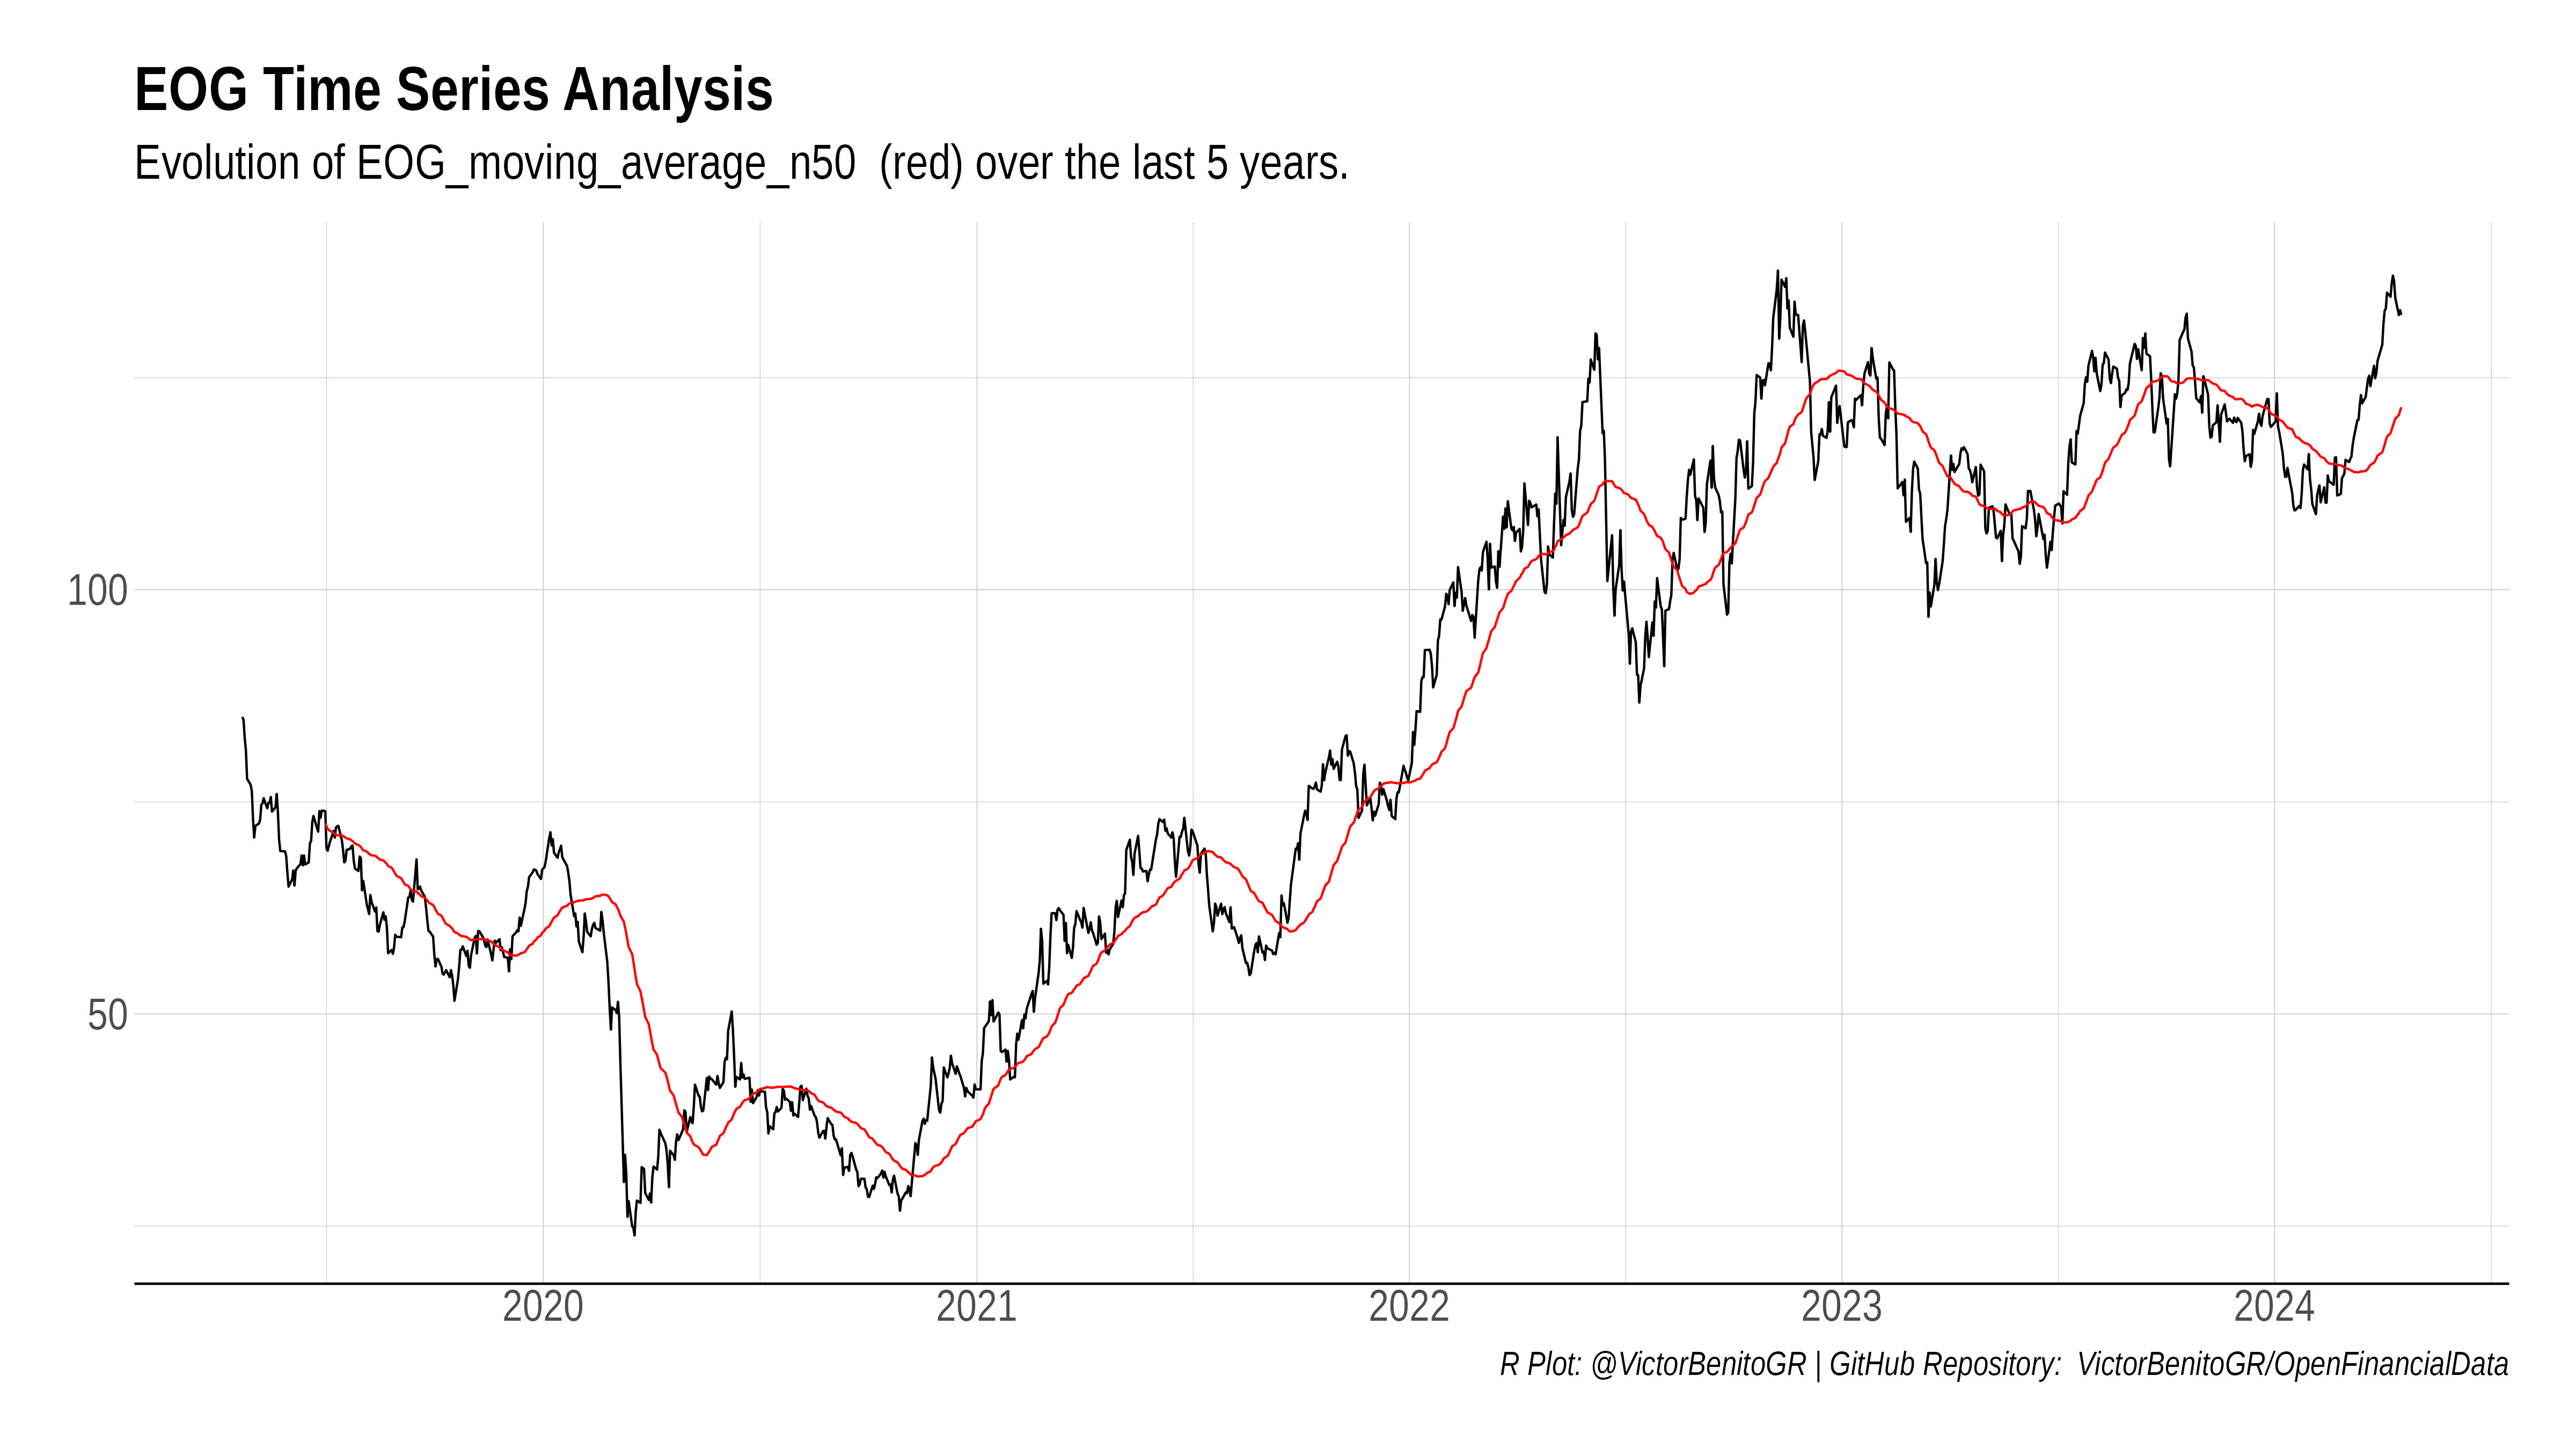 EOG Time Series Analysis
Evolution of EOG_moving_average_n50  (red) over the last 5 years.
100
50
2020
2021
2022
2023
2024
R Plot: @VictorBenitoGR | GitHub Repository:  VictorBenitoGR/OpenFinancialData